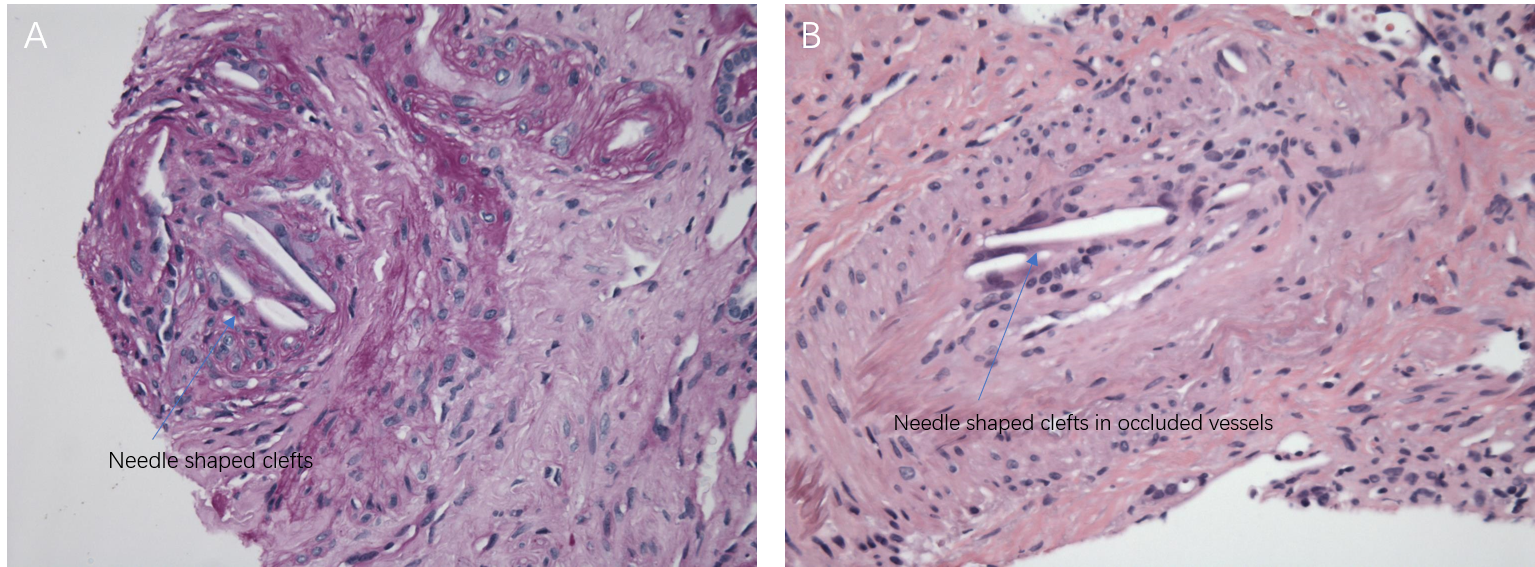 A
B
Needle shaped clefts in occluded vessels
Needle shaped clefts